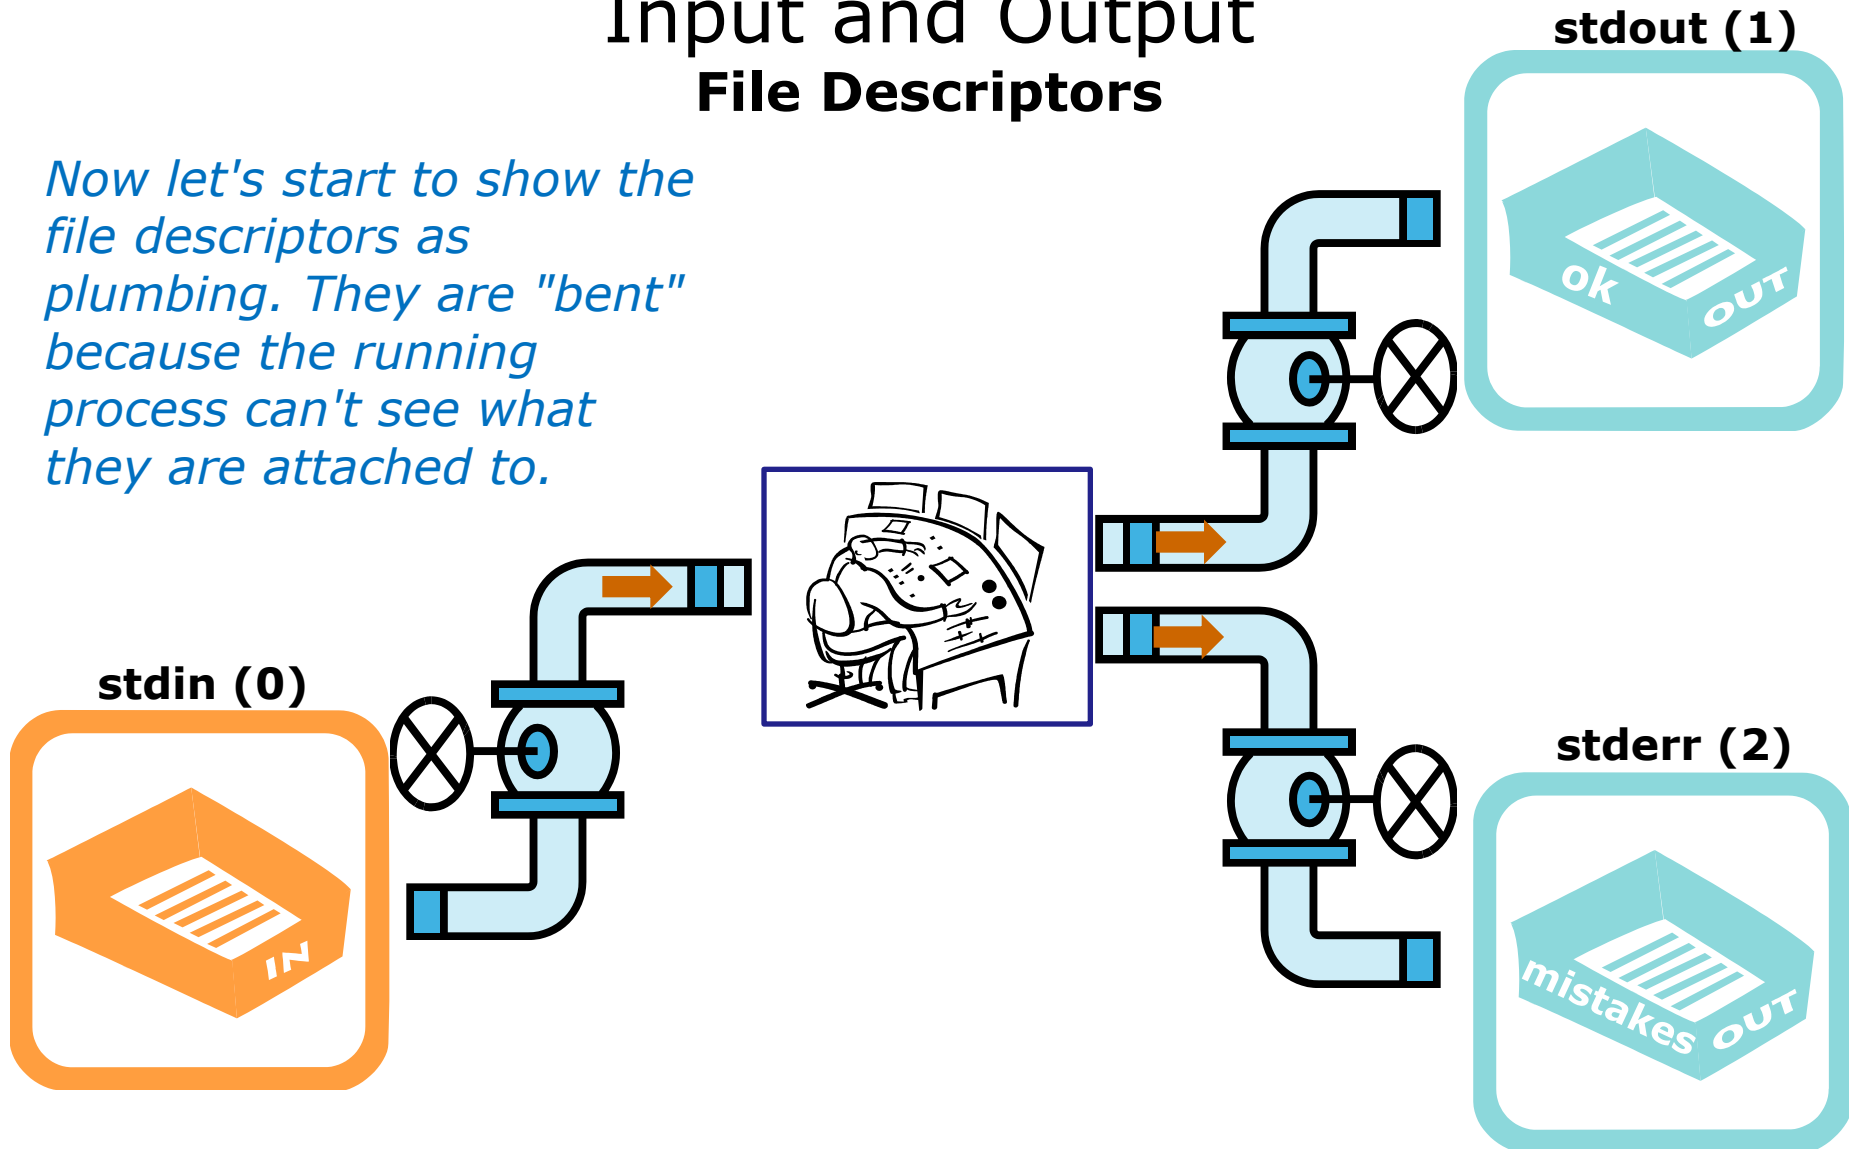 Input and Output
File Descriptors
stdout (1)
Now let's start to show the
file descriptors as
plumbing. They are "bent"
because the running
process can't see what
they are attached to.
ok
OUT
stdin (0)
IN
stderr (2)
mistakes
OUT